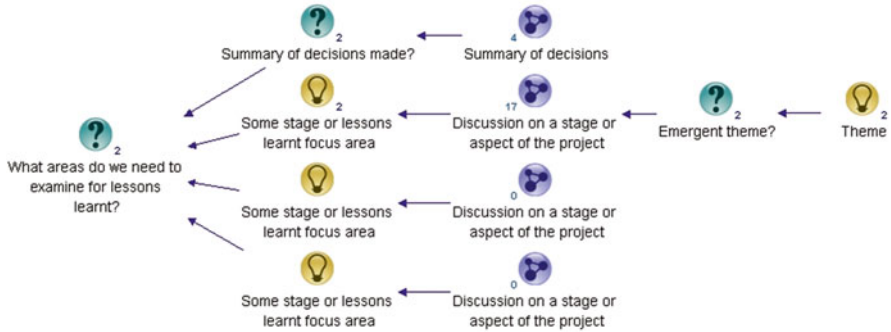 ?
2
Summary of decisions made?
4
Summary of decisions
2
Some stage or lessons
learnt focus area
17
Discussion on a stage or
aspect of the project
?
2
Emergent theme?
2
Theme
?
2
What areas do we need to
examine for lessons
learnt?
Some stage or lessons
learnt focus area
0
Discussion on a stage or
aspect of the project
Some stage or lessons
learnt focus area
0
Discussion on a stage or
aspect of the project